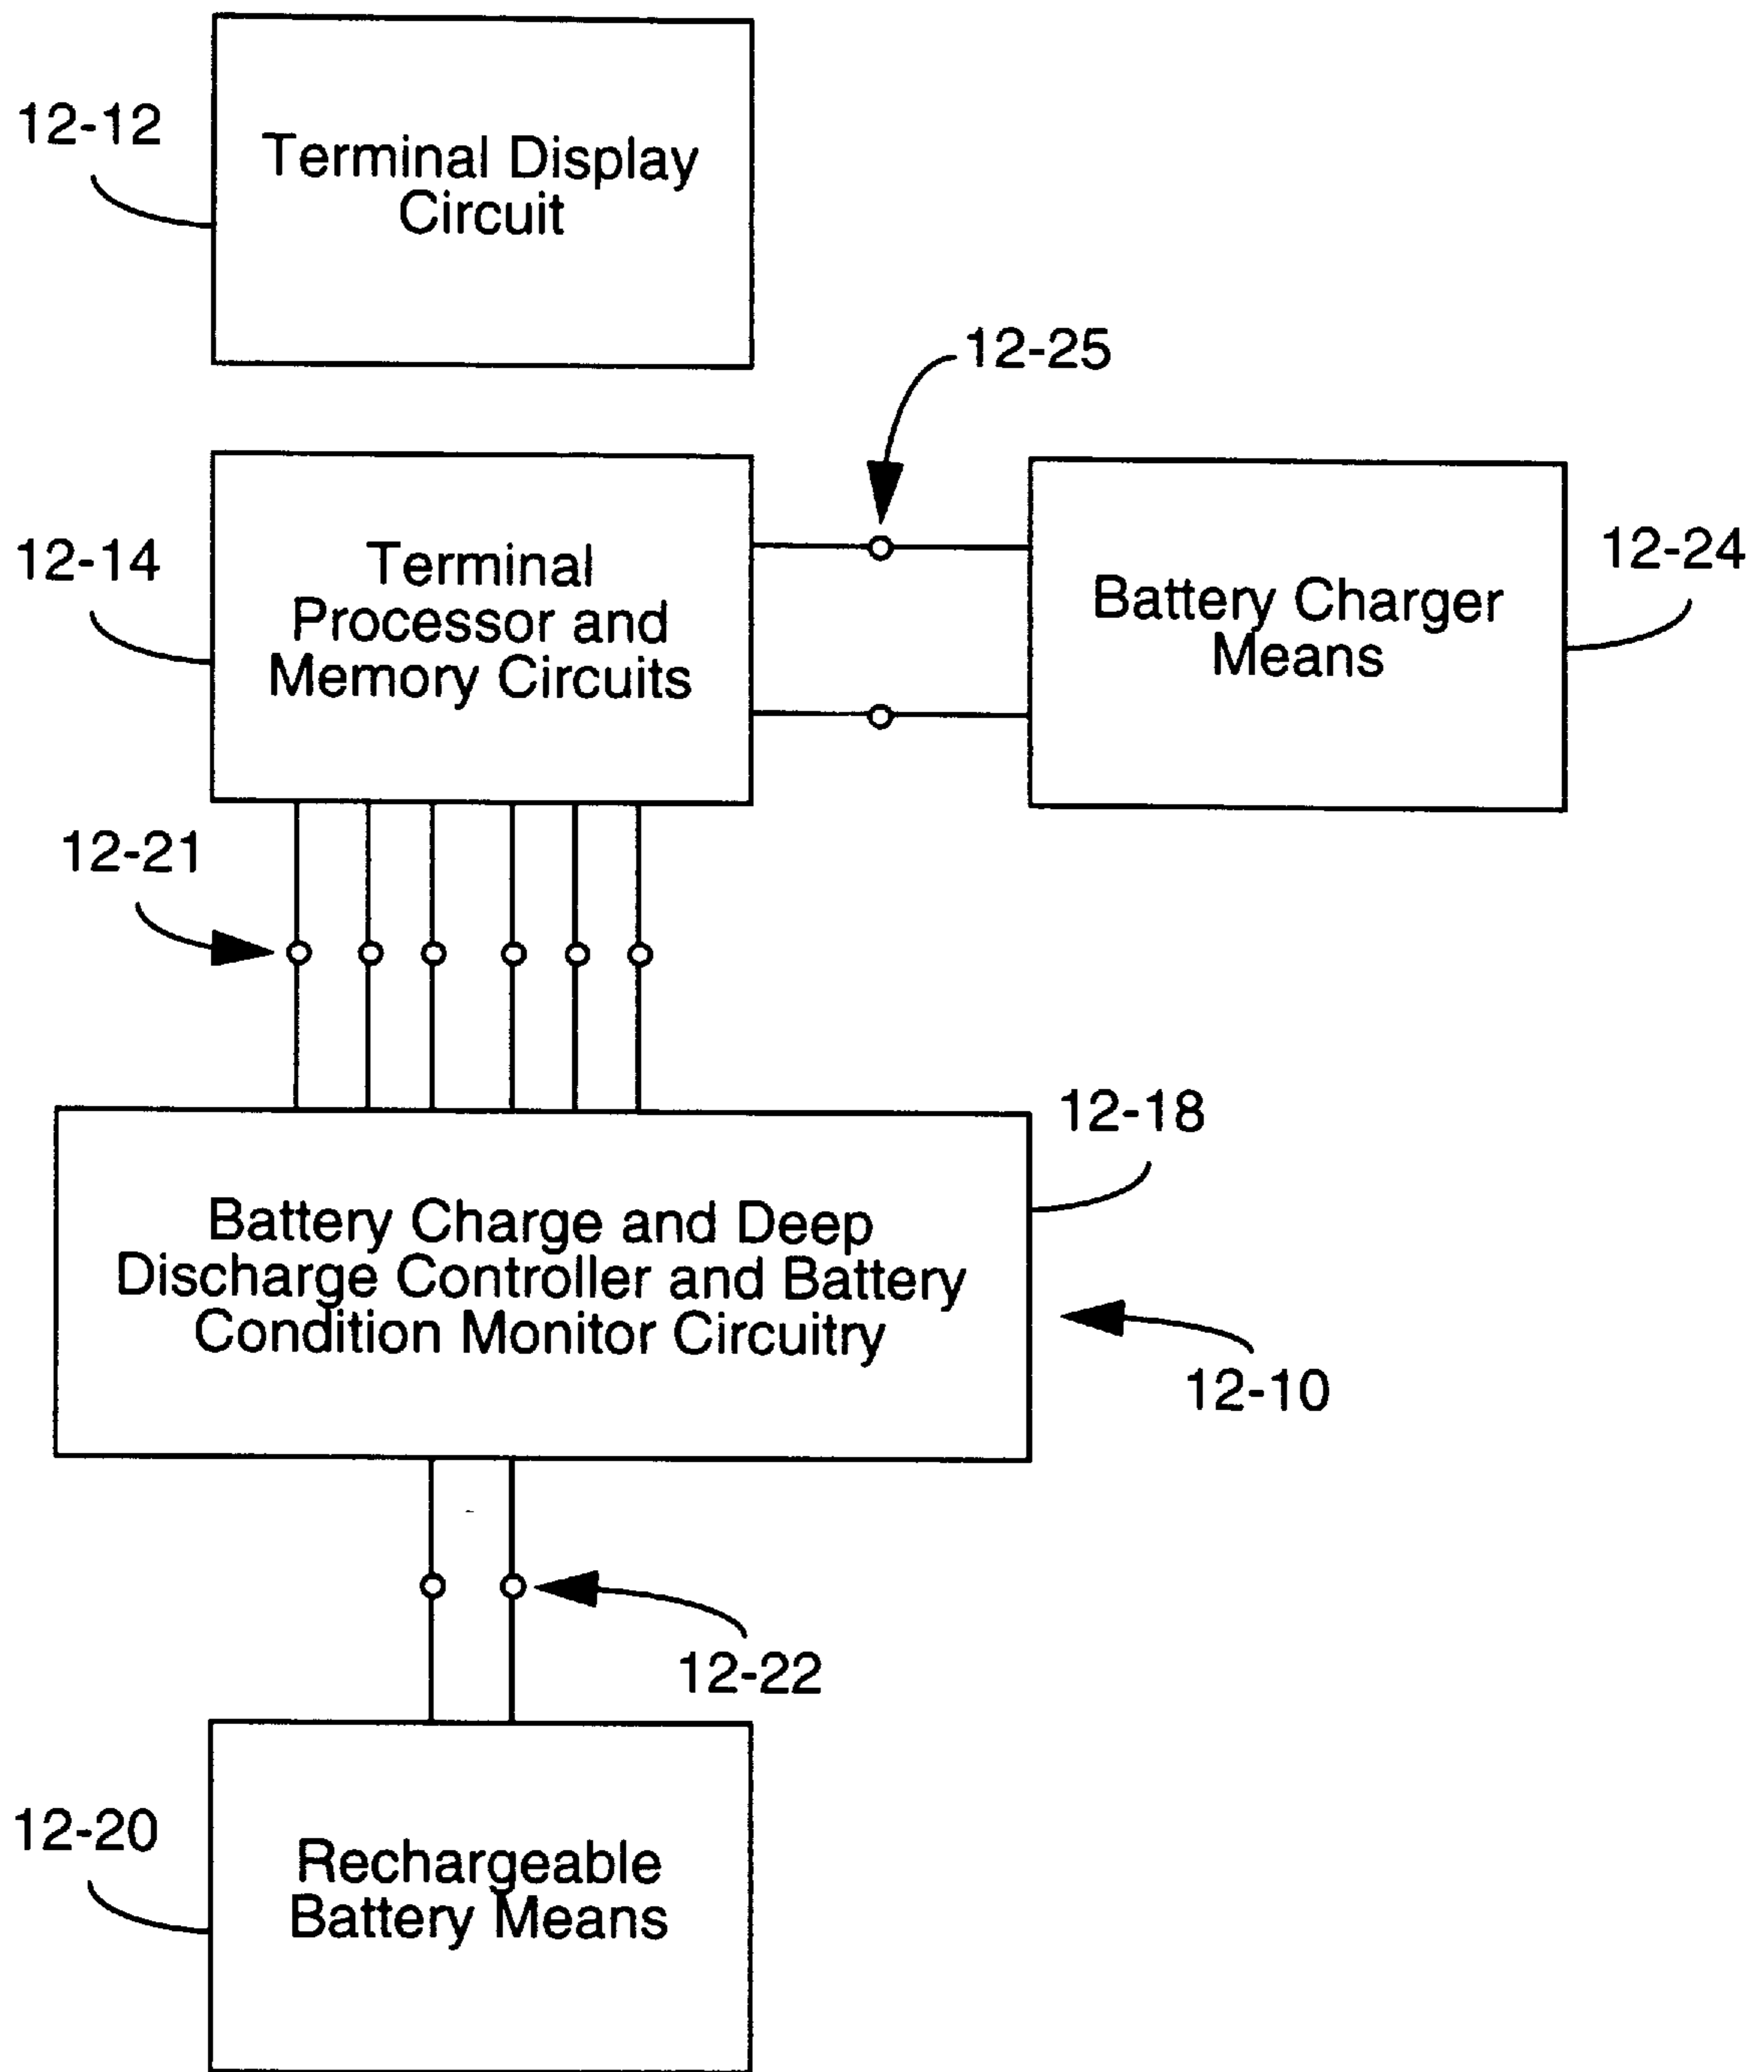 12-12
Terminal Display
Circuit
12-25
12-14
Terminal
Processor and
Memory Circuits
Battery Charger
Means
12-24
12-21
12-18
Battery Charge and Deep
Discharge Controller and Battery
Condition Monitor Circuitry
12-10
12-22
12-20
Rechargeable
Battery Means